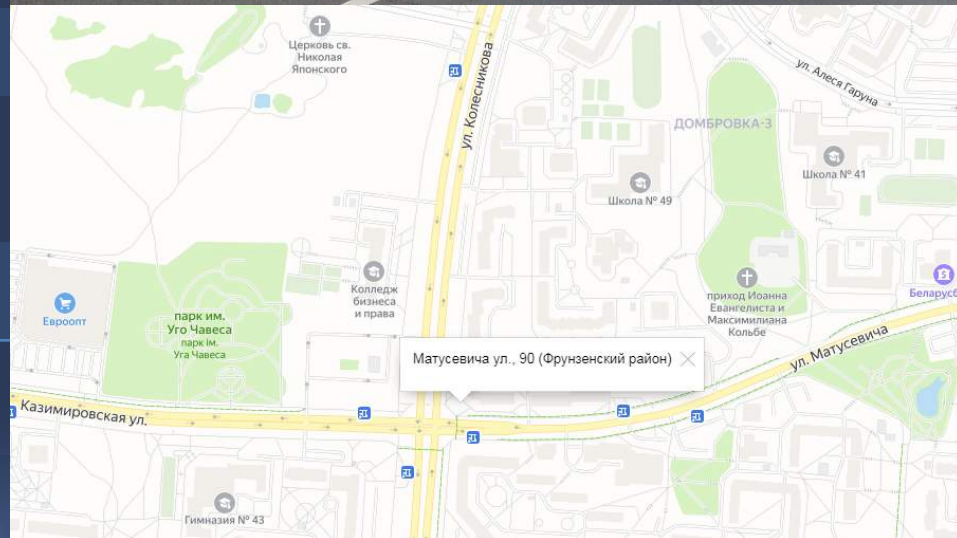 Церковь св.
Николая
Японского
ул. Колесникова
ул. Алеся Гаруна
ДОМБРОВКА-3
Школа № 41
Школа № 49
Колледж
бизнеса
и права
приход Иоанна
Евангелиста и
Максимилиана
Кольбе
Беларусб
Евроопт
парк им.
Уго Чавеса
парк ім.
Уга Чавеса
Матусевича ул., 90 (Фрунзенский район)
ул. Матусевича
Казимировская ул.
Гимназия № 43